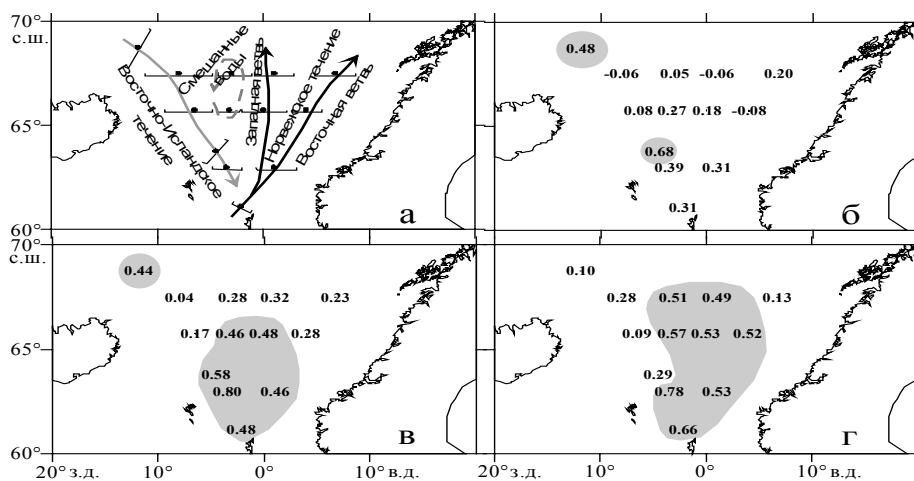 70°
с.ш.
65°
60°
Восточно-Исландское
течение
Смешанные
воды
Западная ветвь
Норвежское течение
Восточная ветвь
а
0.48
-0.06 0.05 -0.06 0.20
0.08 0.27 0.18 -0.08
0.68
0.39 0.31
0.31
б
70°
с.ш.
65°
60°
0.44
0.04 0.28 0.32 0.23
0.17 0.46 0.48 0.28
0.58
0.80 0.46
0.48
в
0.10
0.28 0.51 0.49 0.13
0.09 0.57 0.53 0.52
0.29
0.78 0.53
0.66
г
20° з.д. 10° 0° 10° в.д. 20° з.д. 10° 0° 10° в.д.